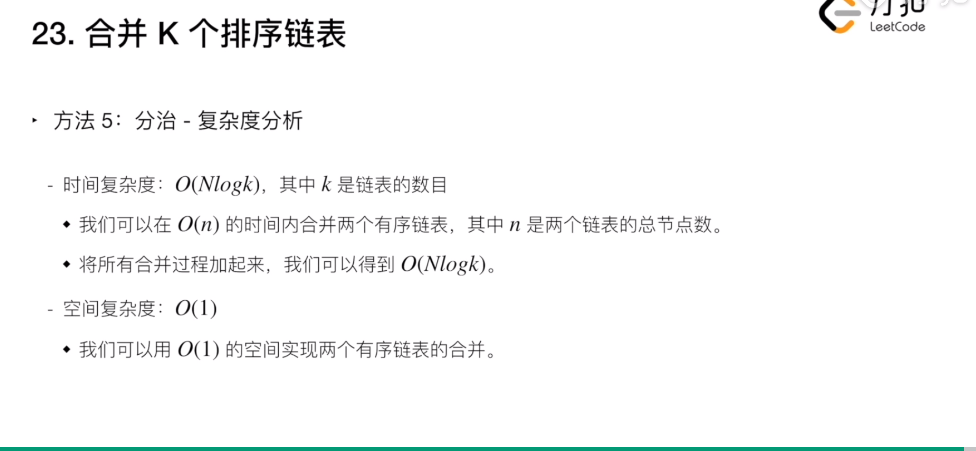 23. 合并 K 个排序链表
LeetCode
‣ 方法 5：分治 - 复杂度分析
- 时间复杂度：O(Nlogk)，其中 k 是链表的数目
◆ 我们可以在 O(n) 的时间内合并两个有序链表，其中 n 是两个链表的总节点数。
◆ 将所有合并过程加起来，我们可以得到 O(Nlogk)。
- 空间复杂度：O(1)
◆ 我们可以用 O(1) 的空间实现两个有序链表的合并。